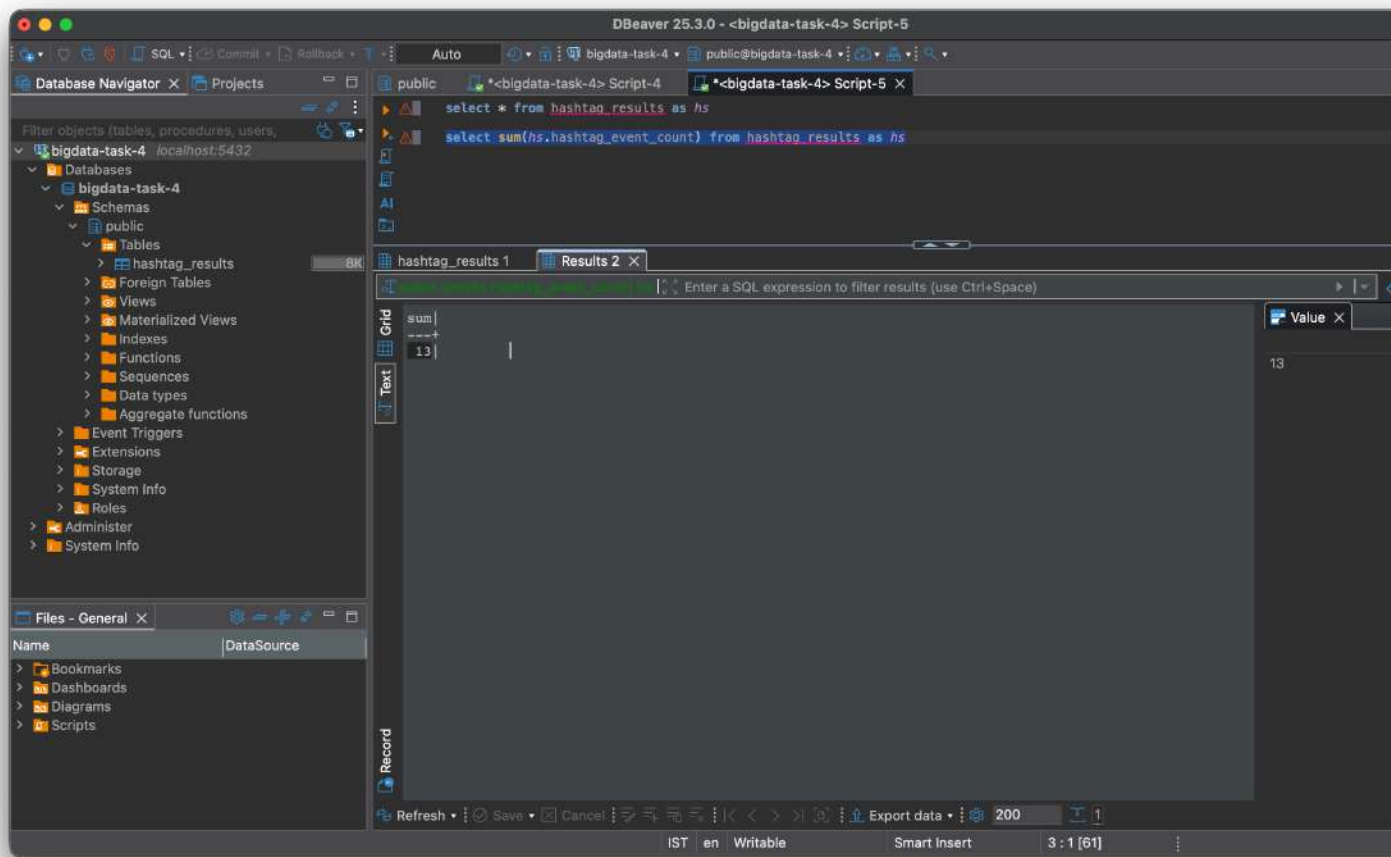 DBeaver 25.3.0 - <bigdata-task-4> Script-5
SQL Commit Rollback T Auto bigdata-task-4 public@bigdata-task-4
Database Navigator Projects
Filter objects (tables, procedures, users,
bigdata-task-4 localhost:5432
Databases
bigdata-task-4
Schemas
public
Tables
hashtag_results 8K
Foreign Tables
Views
Materialized Views
Indexes
Functions
Sequences
Data types
Aggregate functions
Event Triggers
Extensions
Storage
System Info
Roles
Administer
System Info
Files - General
Name DataSource
Bookmarks
Dashboards
Diagrams
Scripts
public *<bigdata-task-4> Script-4 *<bigdata-task-4> Script-5
select * from hashtag_results as hs
select sum(hs.hashtag_event_count) from hashtag_results as hs
AI
hashtag_results 1 Results 2
Enter a SQL expression to filter results (use Ctrl+Space)
Grid
Text
Record
sum|
---+
13|
Value
13
Refresh Save Cancel Export data 200 1
IST en Writable Smart Insert 3 : 1 [61]